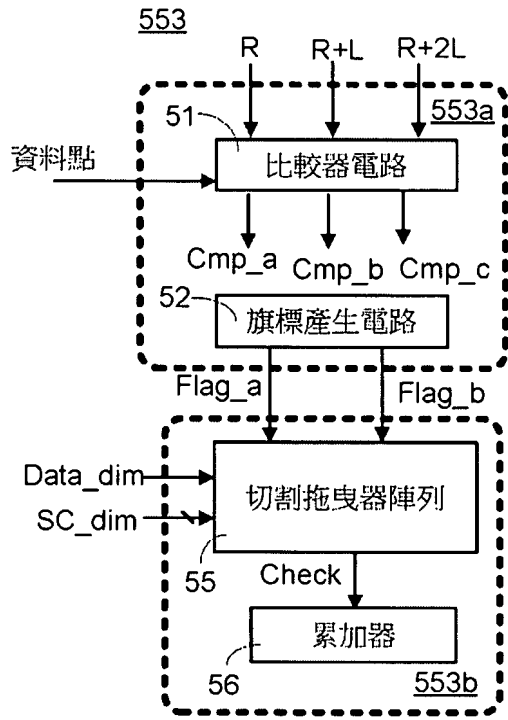 553
R R+L R+2L
553a
51
比較器電路
資料點
Cmp_a Cmp_b Cmp_c
52
旗標產生電路
Flag_a Flag_b
Data_dim
切割拖曳器陣列
SC_dim
55
Check
累加器
56
553b